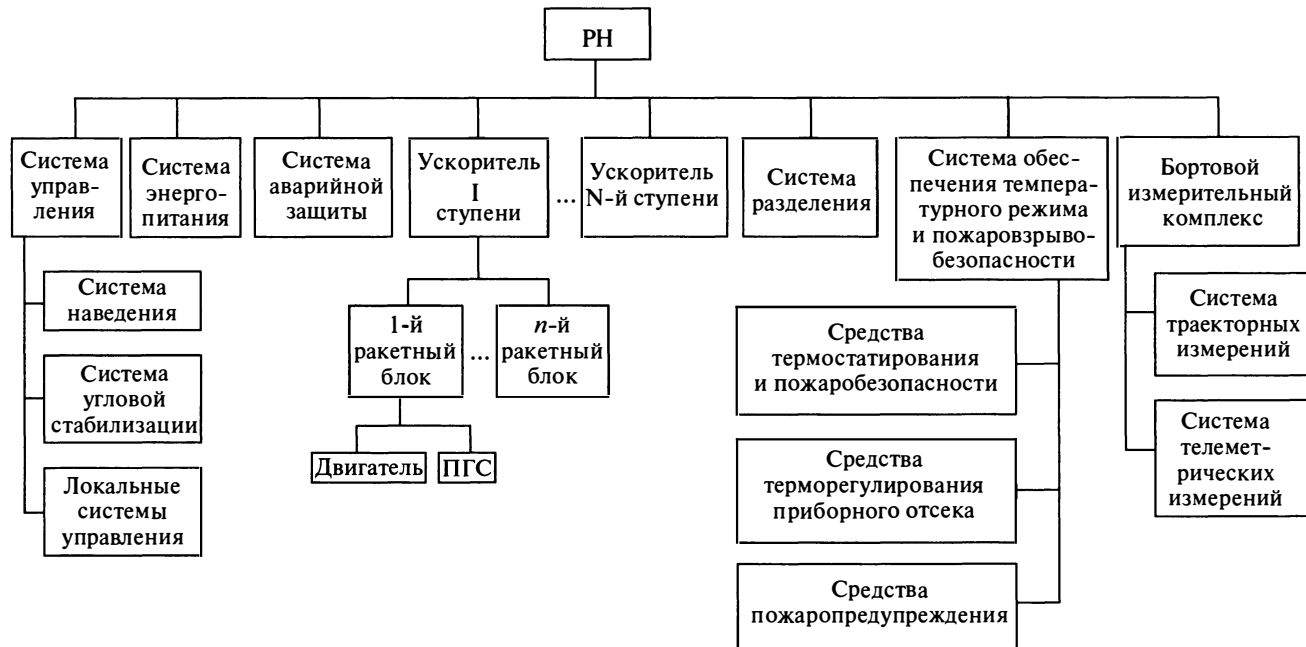 РН
Система
управ-
ления
Система
энерго-
питания
Система
аварийной
защиты
Ускоритель
I
ступени
...
Ускоритель
N-й ступени
Система
разделения
Система обес-
печения темпера-
турного режима
и пожаровзрыво-
безопасности
Бортовой
измерительный
комплекс
Система
наведения
Система
угловой
стабилизации
Локальные
системы
управления
1-й
ракетный
блок
...
n-й
ракетный
блок
Двигатель
ПГС
Средства
термостатирования
и пожаробезопасности
Средства
терморегулирования
приборного отсека
Средства
пожаропредупреждения
Система
траекторных
измерений
Система
телемет-
рических
измерений